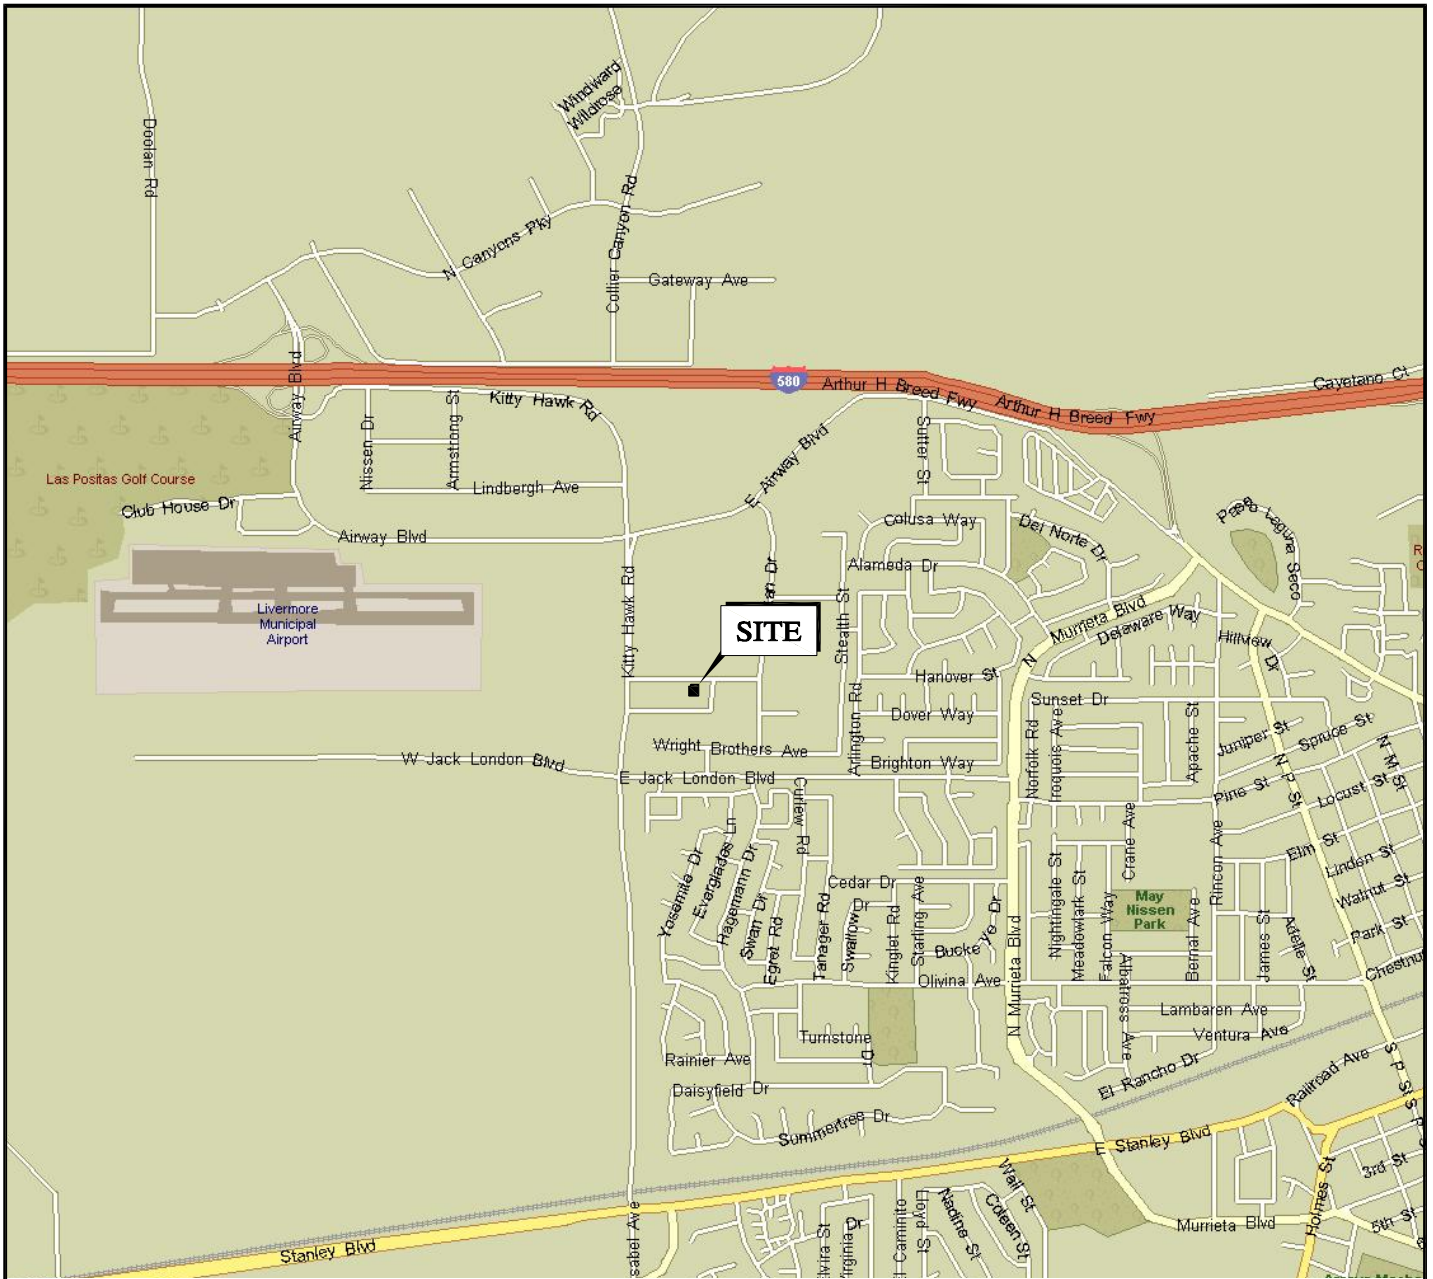 Windward
Wildrose
Doolan Rd
Collier Canyon Rd
N Canyons Pky
Gateway Ave
580
Arthur H Breed Fwy
Arthur H Breed Fwy
Cayetano Ct
Airway Blvd
Kitty Hawk Rd
Nissen Dr
Armstrong St
Sutter St
E Airway Blvd
Las Positas Golf Course
Lindbergh Ave
Club House Dr
Airway Blvd
Colusa Way
Del Norte Dr
Paseo Laguna Seco
Alameda Dr
Kitty Hawk Rd
Stealth St
Livermore
Municipal
Airport
SITE
N Murrieta Blvd
Delaware Way
Hillview Dr
Hanover St
Arlington Rd
Dover Way
Sunset Dr
Norfolk Rd
Iroquois Ave
Apache St
Juniper St
Spruce St
N M St
N P St
Wright Brothers Ave
W Jack London Blvd
E Jack London Blvd
Brighton Way
Pine St
Locust St
Curlew Rd
Crane Ave
Rincon Ave
Elm St
Linden St
Walnut St
Park St
Chestnu
Yosemite Dr
Everglades Ln
Hagemann Dr
Swan Dr
Egret Rd
Tanager Rd
Cedar Dr
Swallow Dr
Kinglet Rd
Starling Ave
Buckeye Dr
N Murrieta Blvd
Nightingale St
Meadowlark St
Falcon Way
May
Nissen
Park
Albatross Ave
Bernal Ave
James St
Adelle St
Olivina Ave
Lambaren Ave
Ventura Ave
Turnstone Dr
Rainier Ave
Daisyfield Dr
El Rancho Dr
Railroad Ave
S P St
Summertree Dr
E Stanley Blvd
3rd St
Holmes St
Wall St
Coleen St
Nadine St
Lloyd St
El Caminito
Virginia Dr
lvira St
sabel Ave
Stanley Blvd
Murrieta Blvd
5th St